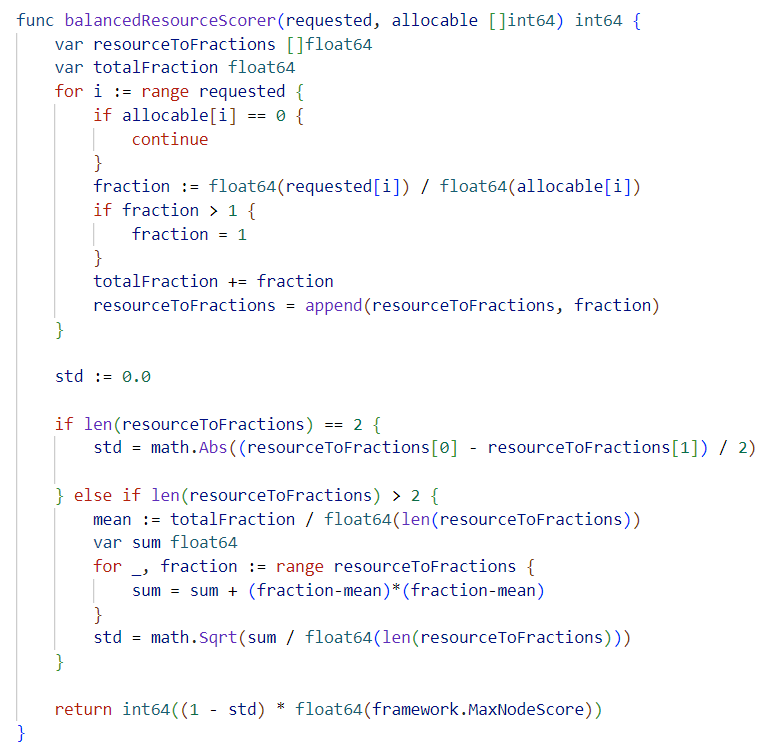 func balancedResourceScorer(requested, allocable []int64) int64 {
    var resourceToFractions []float64
    var totalFraction float64
    for i := range requested {
        if allocable[i] == 0 {
            continue
        }
        fraction := float64(requested[i]) / float64(allocable[i])
        if fraction > 1 {
            fraction = 1
        }
        totalFraction += fraction
        resourceToFractions = append(resourceToFractions, fraction)
    }

    std := 0.0

    if len(resourceToFractions) == 2 {
        std = math.Abs((resourceToFractions[0] - resourceToFractions[1]) / 2)

    } else if len(resourceToFractions) > 2 {
        mean := totalFraction / float64(len(resourceToFractions))
        var sum float64
        for _, fraction := range resourceToFractions {
            sum = sum + (fraction-mean)*(fraction-mean)
        }
        std = math.Sqrt(sum / float64(len(resourceToFractions)))
    }

    return int64((1 - std) * float64(framework.MaxNodeScore))
}